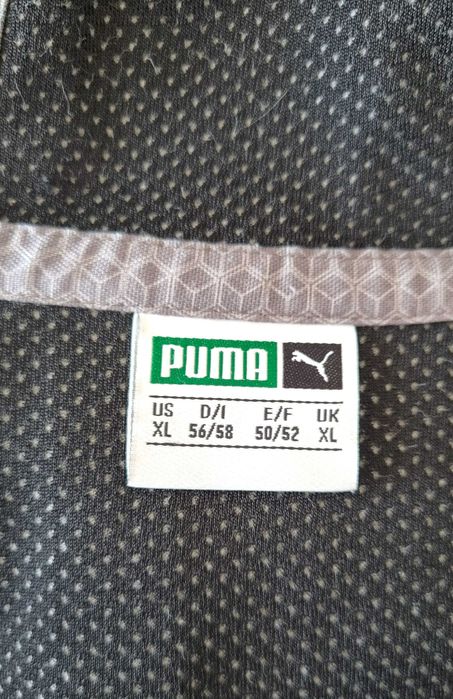 PUMA
US D/I E/F UK
XL 56/58 50/52 XL